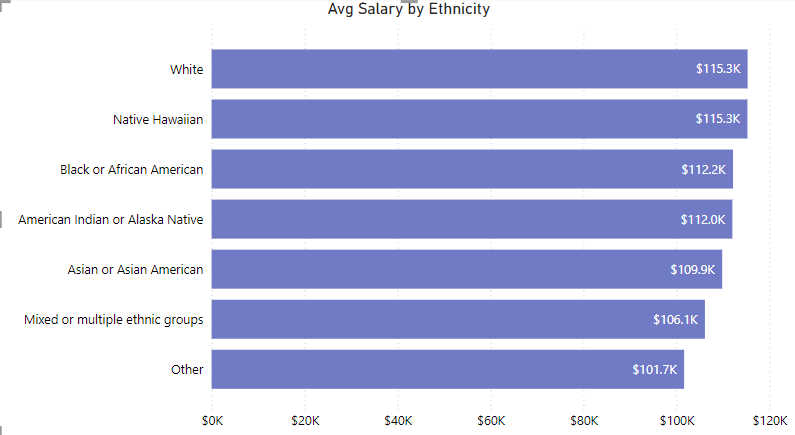 Avg Salary by Ethnicity
White $115.3K
Native Hawaiian $115.3K
Black or African American $112.2K
American Indian or Alaska Native $112.0K
Asian or Asian American $109.9K
Mixed or multiple ethnic groups $106.1K
Other $101.7K
$0K $20K $40K $60K $80K $100K $120K